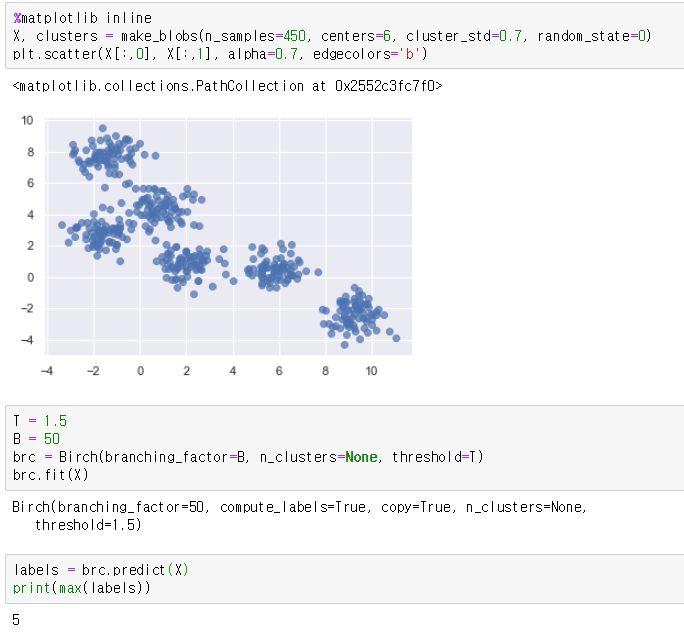 %matplotlib inline
X, clusters = make_blobs(n_samples=450, centers=6, cluster_std=0.7, random_state=0)
plt.scatter(X[:,0], X[:,1], alpha=0.7, edgecolors='b')
<matplotlib.collections.PathCollection at 0x2552c3fc7f0>
10
8
6
4
2
0
−2
−4
−4 −2 0 2 4 6 8 10
T = 1.5
B = 50
brc = Birch(branching_factor=B, n_clusters=None, threshold=T)
brc.fit(X)
Birch(branching_factor=50, compute_labels=True, copy=True, n_clusters=None,
threshold=1.5)
labels = brc.predict(X)
print(max(labels))
5